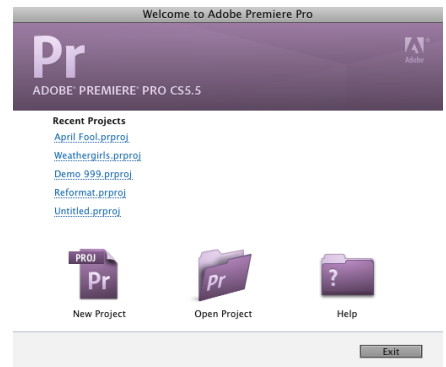 Welcome to Adobe Premiere Pro
Pr
Adobe
ADOBE® PREMIERE® PRO CS5.5
Recent Projects
April Fool.prproj
Weathergirls.prproj
Demo 999.prproj
Reformat.prproj
Untitled.prproj
PROJ
Pr
Pr
?
New Project
Open Project
Help
Exit